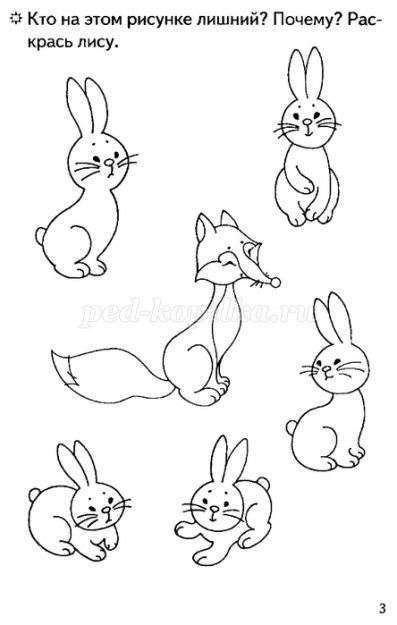 Кто на этом рисунке лишний? Почему? Рас-
крась лису.
ped-kopilka.ru
3